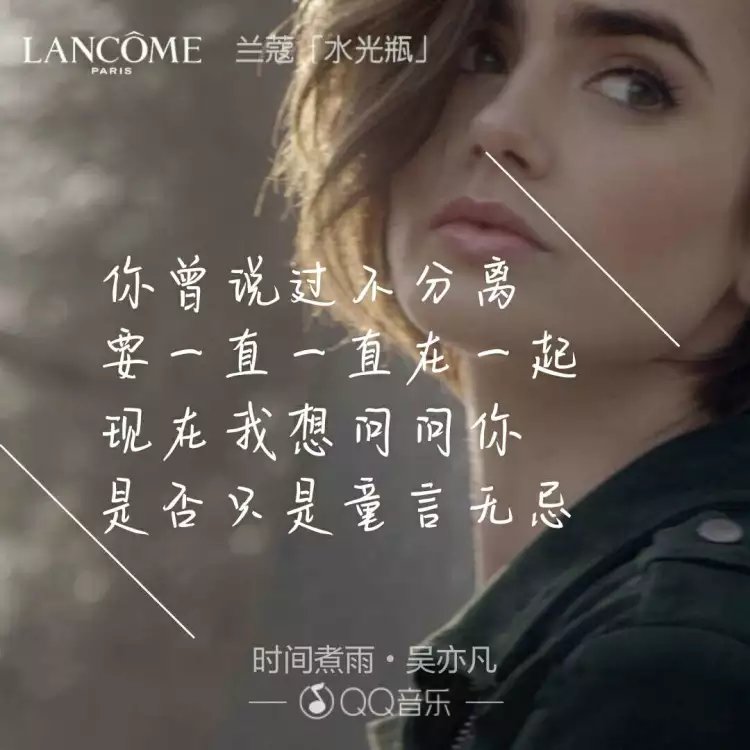 LANCÔME 兰蔻「水光瓶」
PARIS
你曾说过不分离
要一直一直在一起
现在我想问问你
是否只是童言无忌
时间煮雨·吴亦凡
QQ音乐